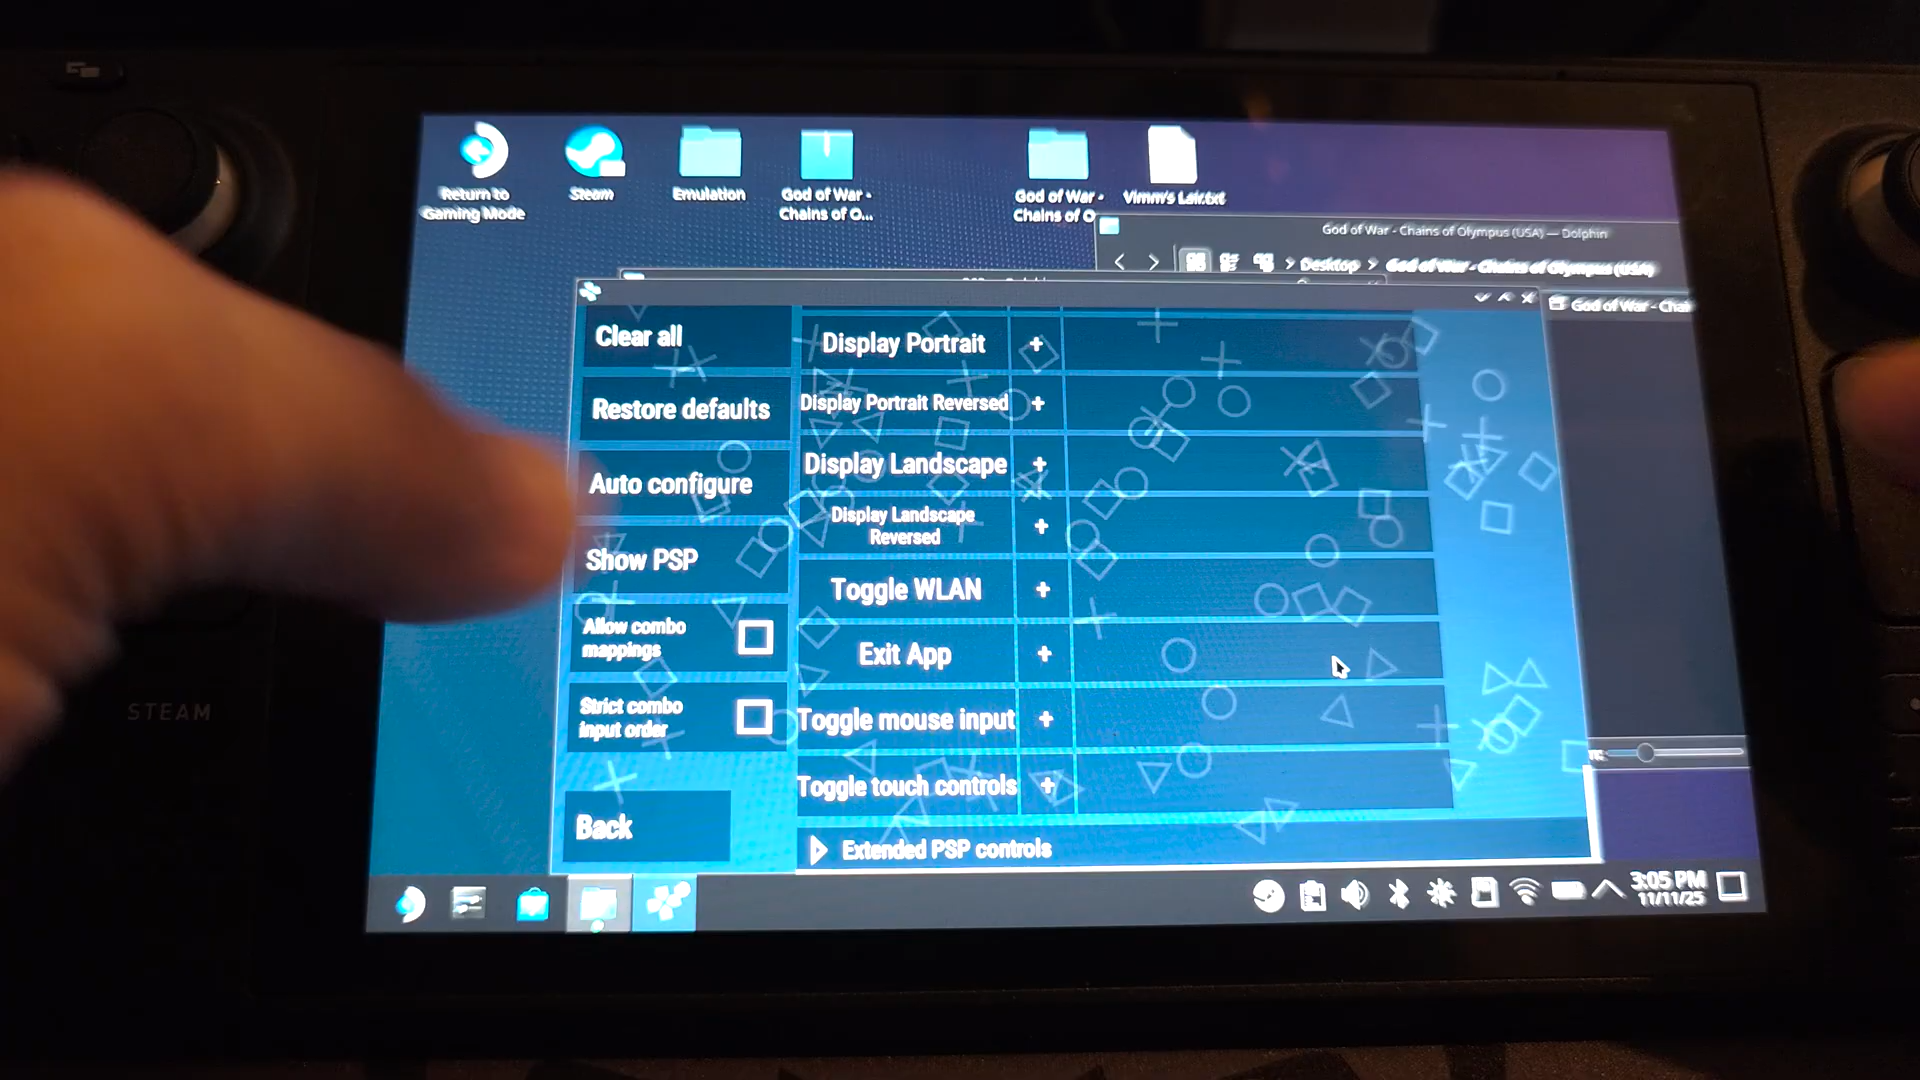 Return to
Gaming Mode
Steam
Emulation
God of War -
Chains of O...
God of War -
Chains of O
Vimm's Lair.txt
God of War - Chains of Olympus (USA) — Dolphin
Desktop
God of War - Chains of Olympus (USA)
God of War - Chai
Clear all
Restore defaults
Auto configure
Show PSP
Allow combo
mappings
Strict combo
input order
Back
Display Portrait +
Display Portrait Reversed +
Display Landscape +
Display Landscape
Reversed +
Toggle WLAN +
Exit App +
Toggle mouse input +
Toggle touch controls +
Extended PSP controls
STEAM
3:05 PM
11/11/25